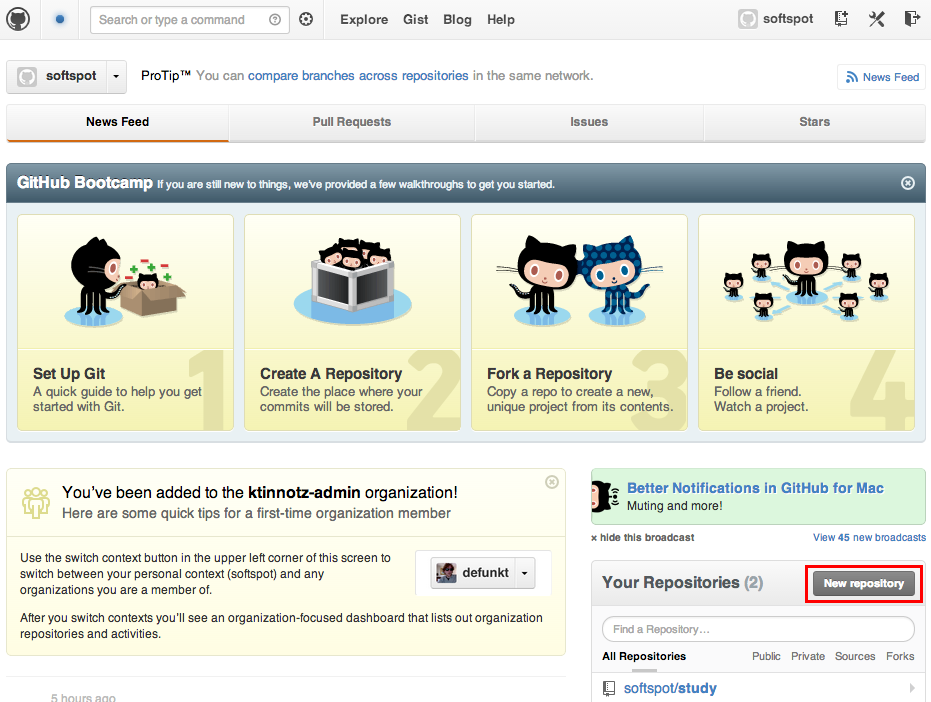 Search or type a command
Explore Gist Blog Help
softspot
softspot
ProTip™ You can compare branches across repositories in the same network.
News Feed
News Feed
Pull Requests
Issues
Stars
GitHub Bootcamp If you are still new to things, we've provided a few walkthroughs to get you started.
1
Set Up Git
A quick guide to help you get
started with Git.
2
Create A Repository
Create the place where your
commits will be stored.
3
Fork a Repository
Copy a repo to create a new,
unique project from its contents.
4
Be social
Follow a friend.
Watch a project.
You've been added to the ktinnotz-admin organization!
Here are some quick tips for a first-time organization member
Use the switch context button in the upper left corner of this screen to
switch between your personal context (softspot) and any
organizations you are a member of.
defunkt
After you switch contexts you'll see an organization-focused dashboard that lists out organization
repositories and activities.
5 hours ago
Better Notifications in GitHub for Mac
Muting and more!
x hide this broadcast
View 45 new broadcasts
Your Repositories (2)
New repository
Find a Repository…
All Repositories
Public Private Sources Forks
softspot/study